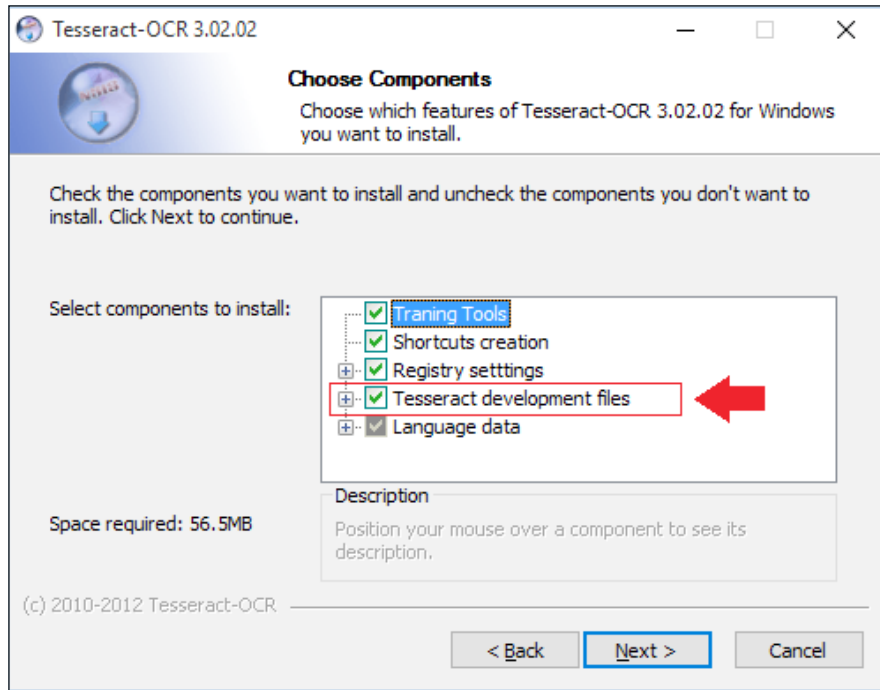 Tesseract-OCR 3.02.02
Choose Components
Choose which features of Tesseract-OCR 3.02.02 for Windows
you want to install.
Check the components you want to install and uncheck the components you don't want to
install. Click Next to continue.
Select components to install:
Traning Tools
Shortcuts creation
Registry setttings
Tesseract development files
Language data
Space required: 56.5MB
Description
Position your mouse over a component to see its
description.
(c) 2010-2012 Tesseract-OCR
< Back
Next >
Cancel